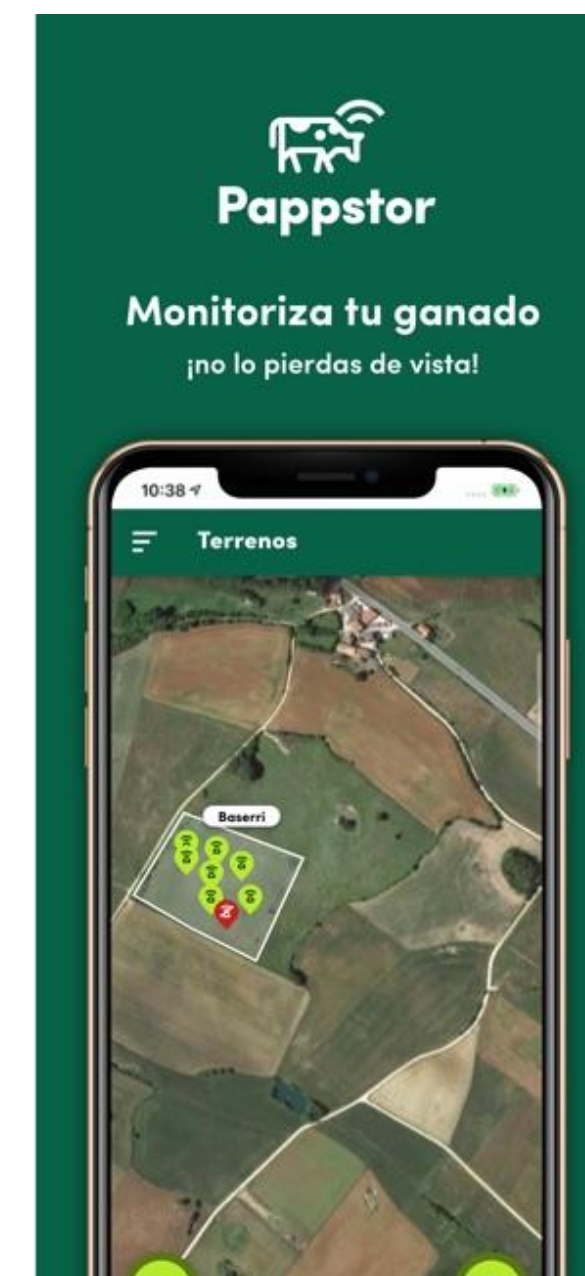 Pappstor
Monitoriza tu ganado
¡no lo pierdas de vista!
10:38
Terrenos
Baserri